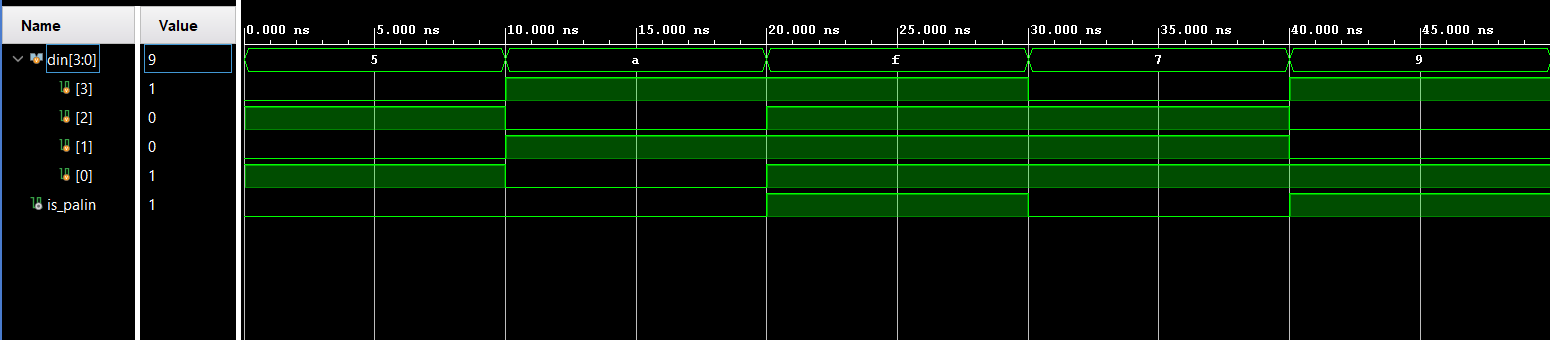 Name Value 0.000 ns 5.000 ns 10.000 ns 15.000 ns 20.000 ns 25.000 ns 30.000 ns 35.000 ns 40.000 ns 45.000 ns
din[3:0] 9 5 a f 7 9
[3] 1
[2] 0
[1] 0
[0] 1
is_palin 1